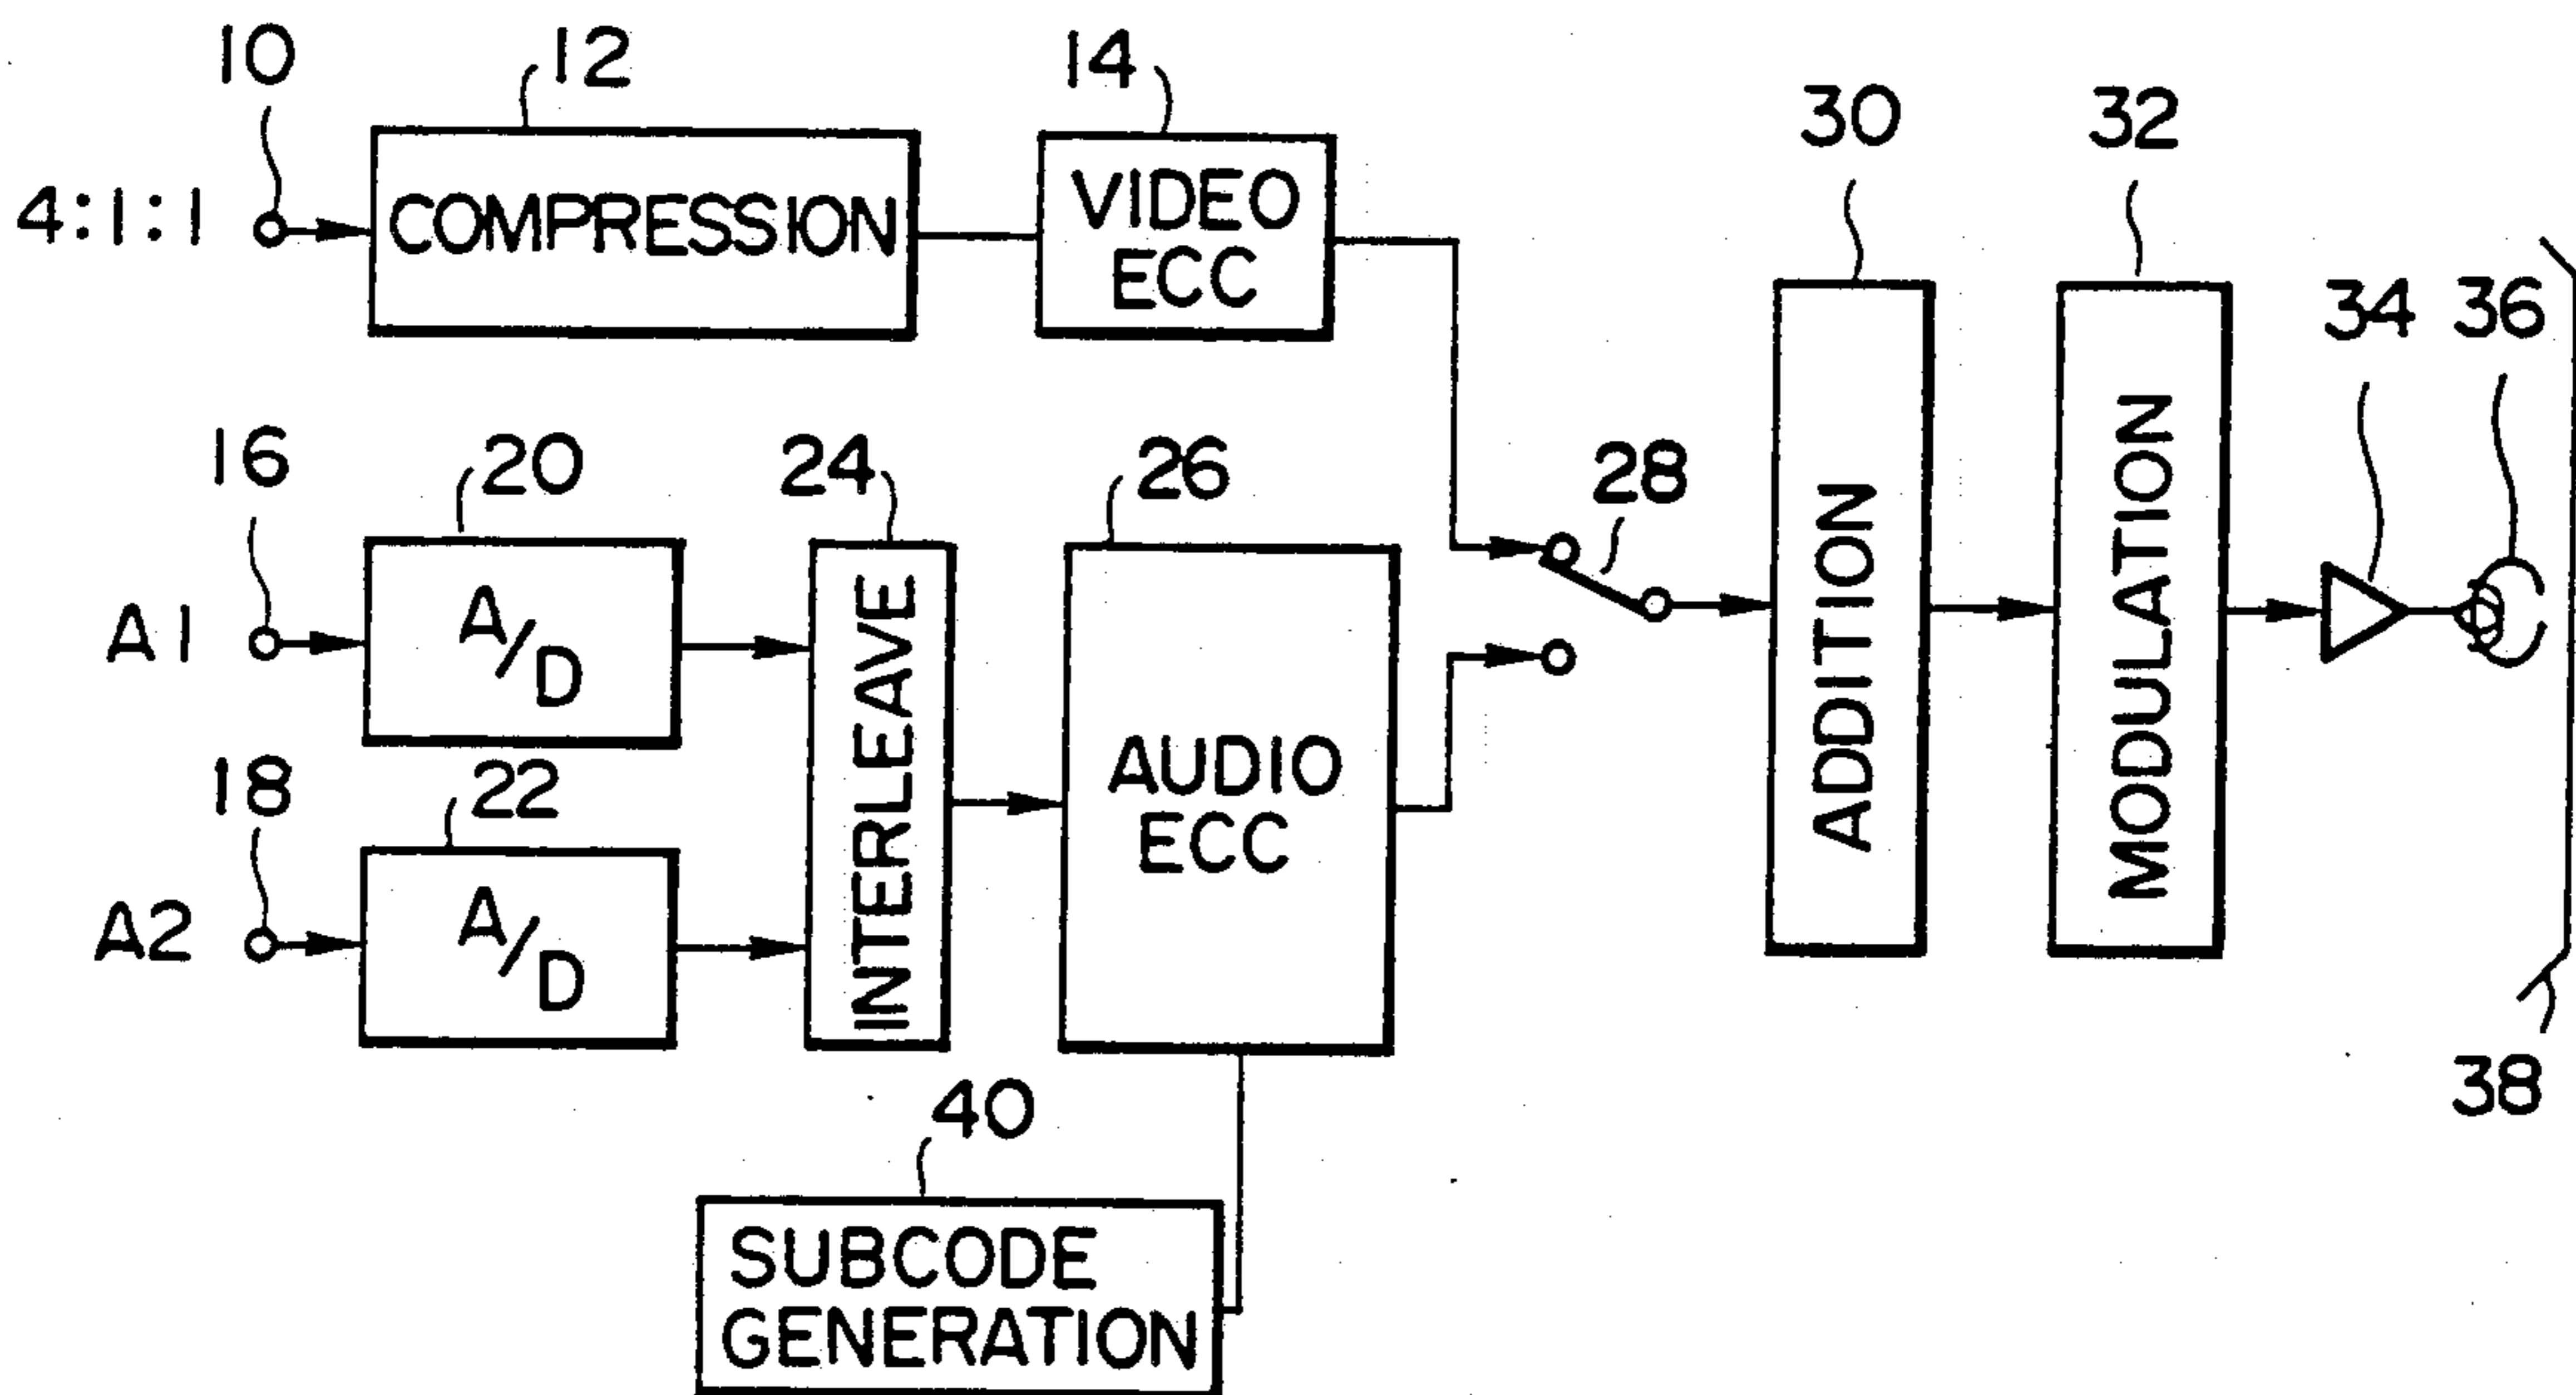 10
12
14
30
32
4:1:1
COMPRESSION
VIDEO
ECC
34
36
16
20
24
26
28
A1
A/D
INTERLEAVE
AUDIO
ECC
ADDITION
MODULATION
18
22
A2
A/D
38
40
SUBCODE
GENERATION